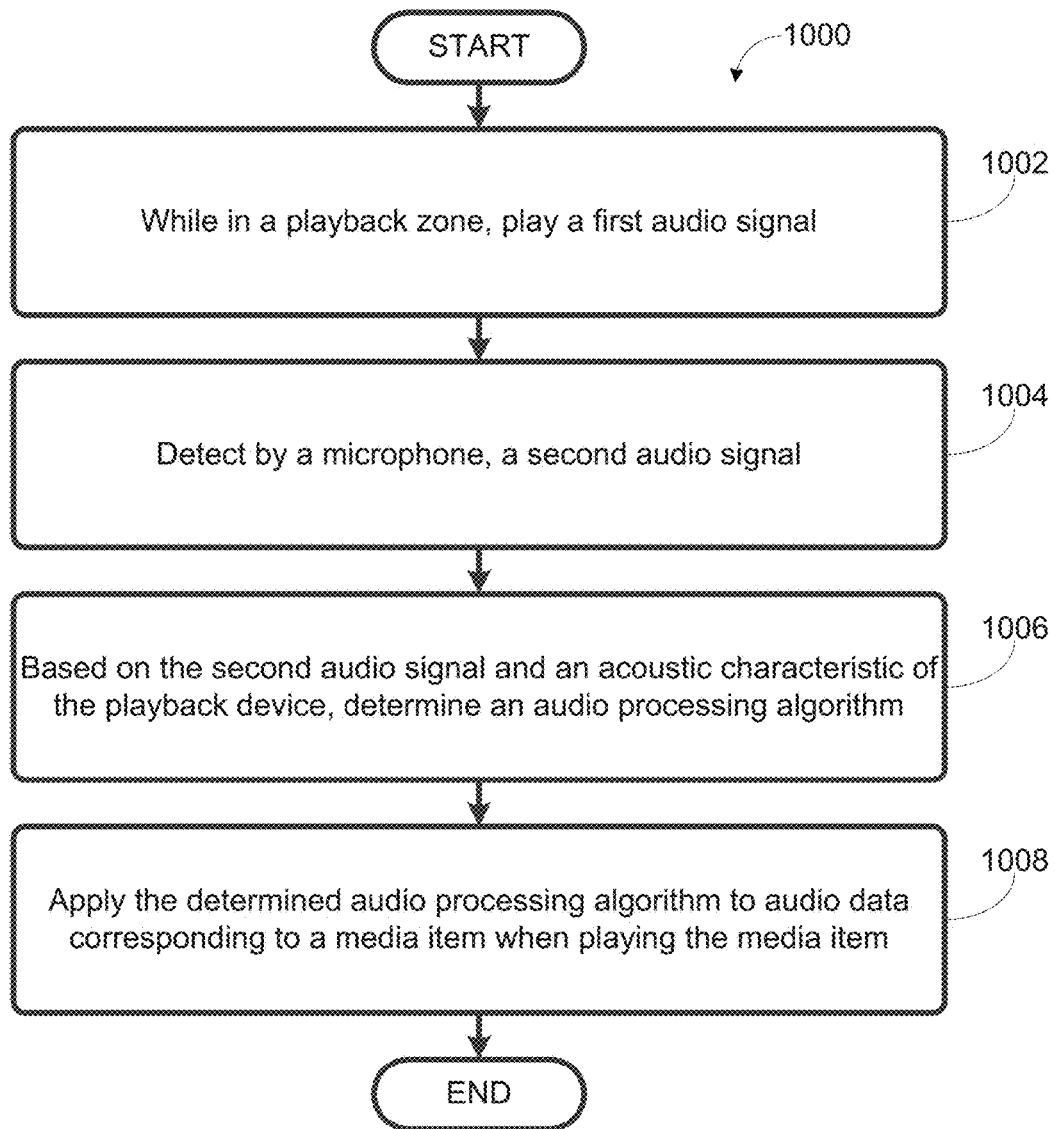 START
1000
While in a playback zone, play a first audio signal
1002
Detect by a microphone, a second audio signal
1004
Based on the second audio signal and an acoustic characteristic of
the playback device, determine an audio processing algorithm
1006
Apply the determined audio processing algorithm to audio data
corresponding to a media item when playing the media item
1008
END